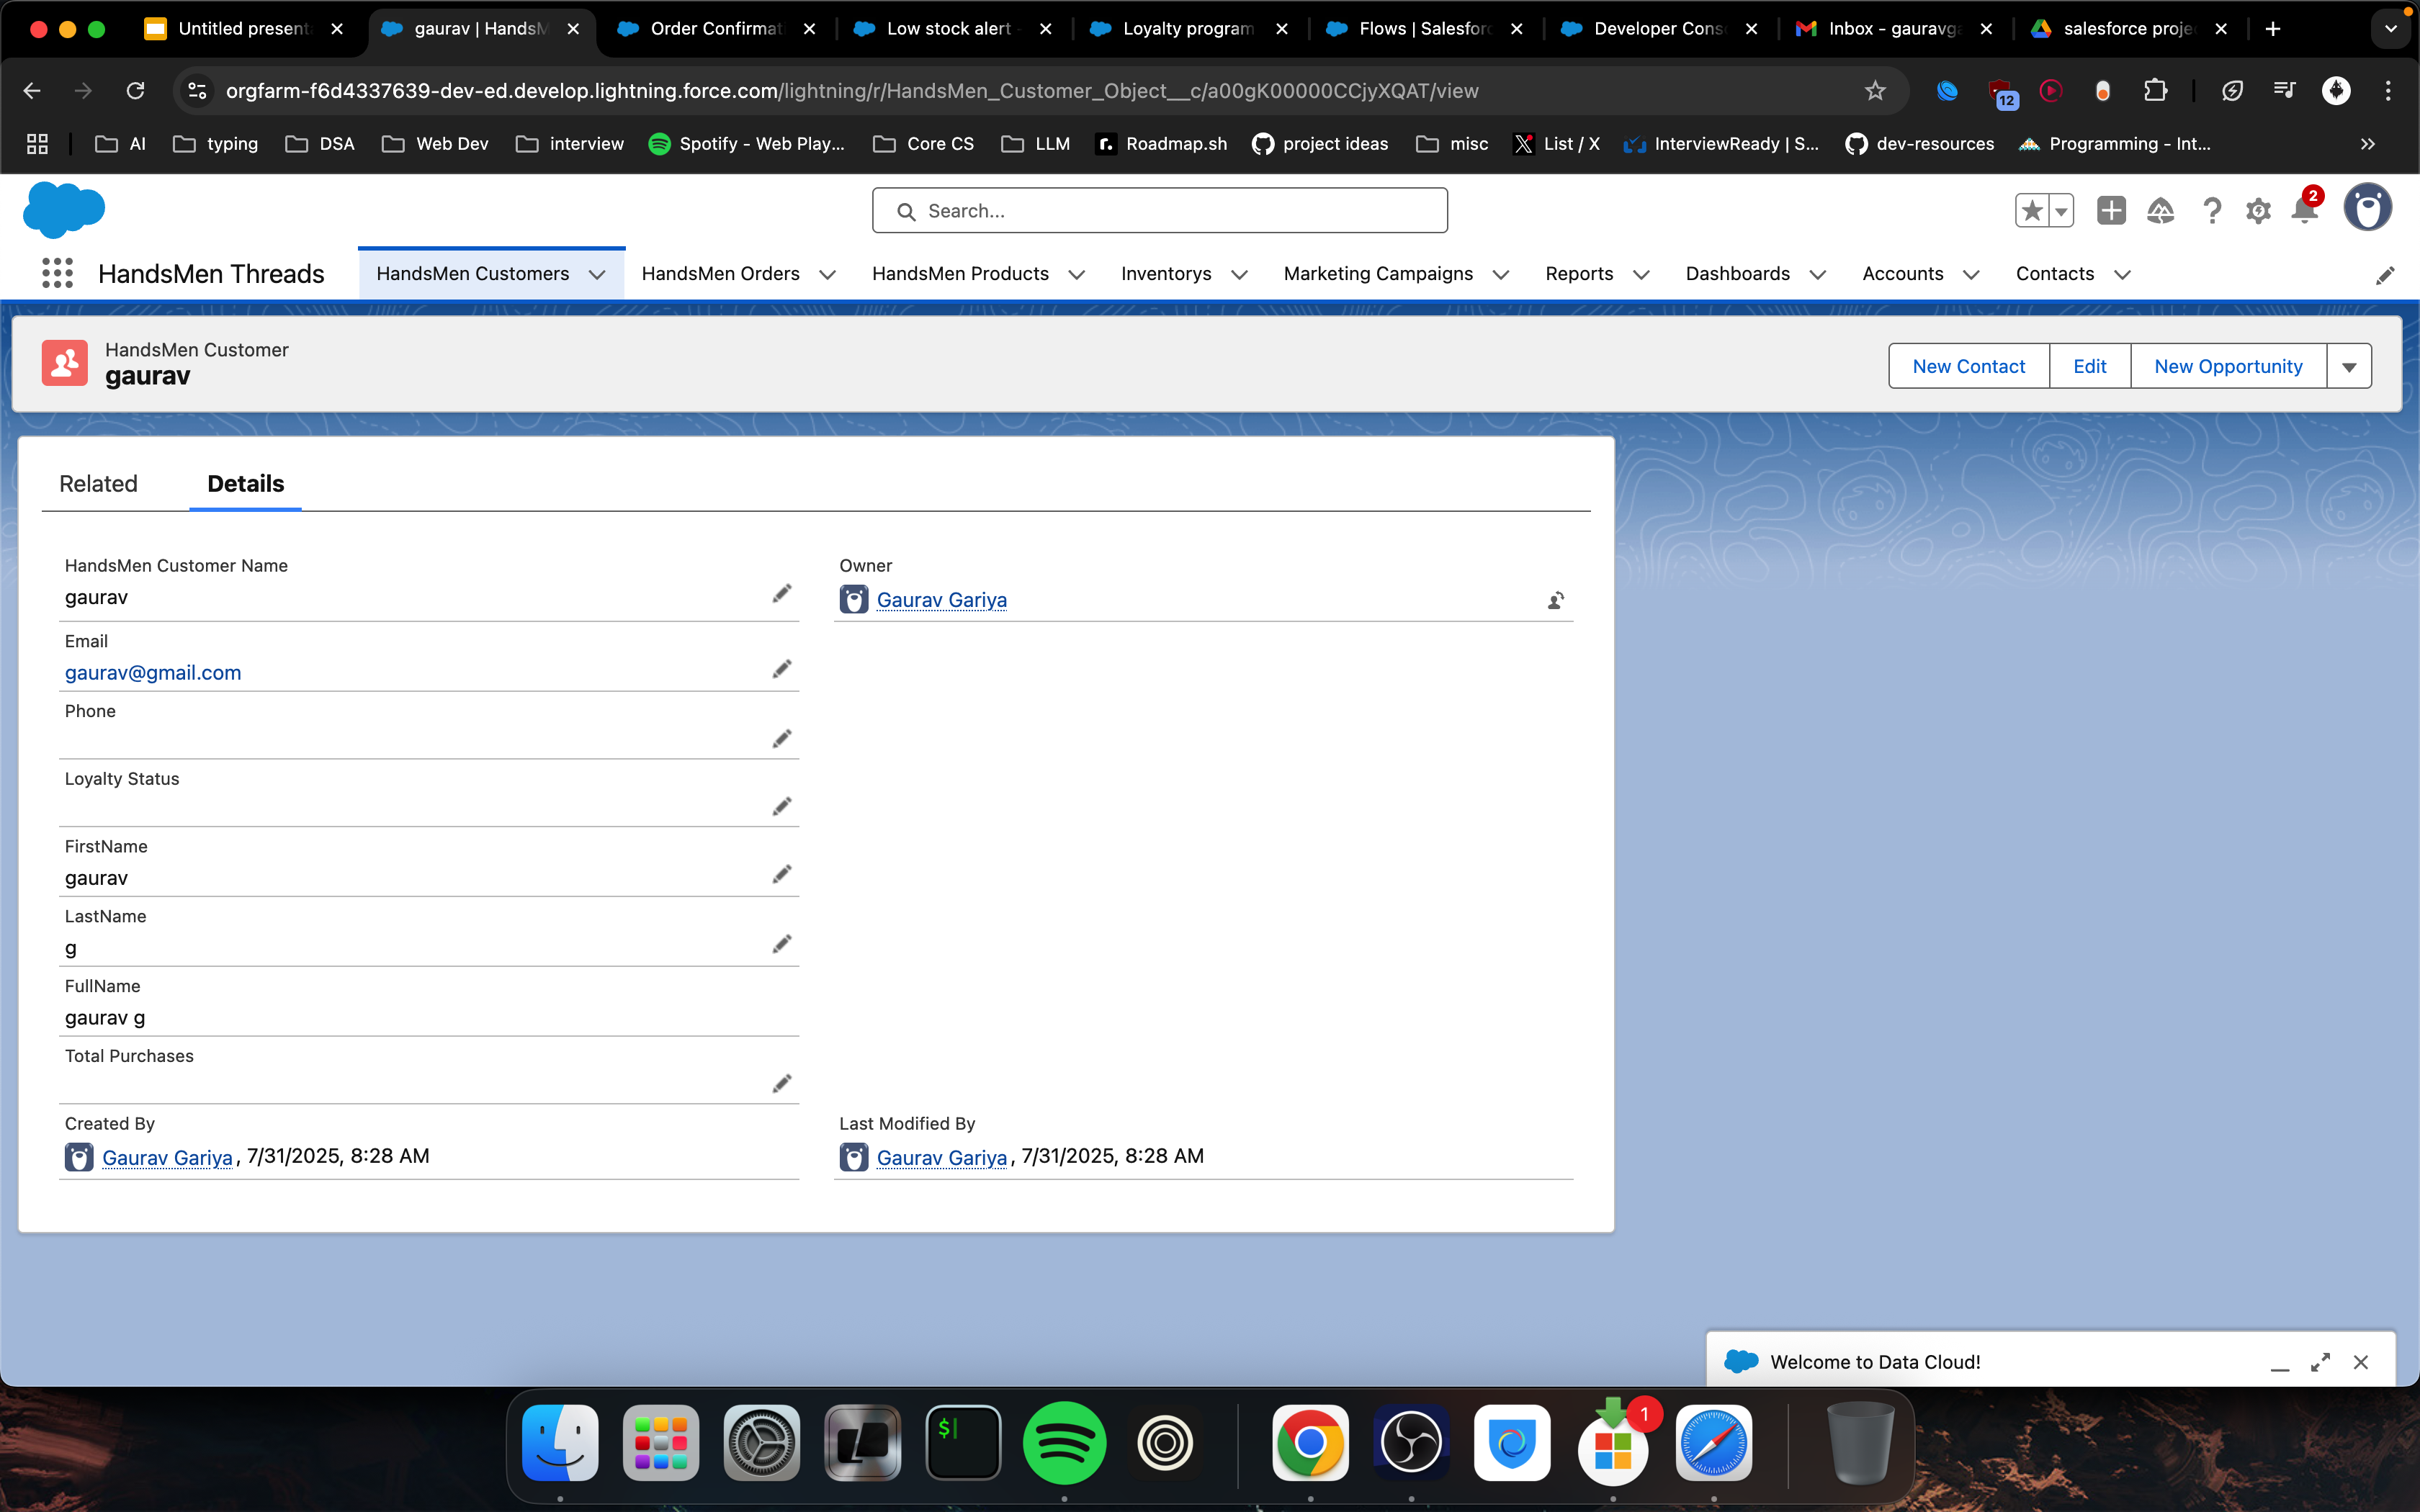 Untitled present
gaurav | HandsM
Order Confirmat
Low stock alert -
Loyalty program
Flows | Salesforc
Developer Cons
Inbox - gauravga
salesforce projec
orgfarm-f6d4337639-dev-ed.develop.lightning.force.com/lightning/r/HandsMen_Customer_Object__c/a00gK00000CCjyXQAT/view
12
AI
typing
DSA
Web Dev
interview
Spotify - Web Play...
Core CS
LLM
r.
Roadmap.sh
project ideas
misc
List / X
InterviewReady | S...
dev-resources
Programming - Int...
Search...
2
HandsMen Threads
HandsMen Customers
HandsMen Orders
HandsMen Products
Inventorys
Marketing Campaigns
Reports
Dashboards
Accounts
Contacts
HandsMen Customer
gaurav
New Contact
Edit
New Opportunity
Related
Details
HandsMen Customer Name
gaurav
Owner
Gaurav Gariya
Email
gaurav@gmail.com
Phone
Loyalty Status
FirstName
gaurav
LastName
g
FullName
gaurav g
Total Purchases
Created By
Gaurav Gariya, 7/31/2025, 8:28 AM
Last Modified By
Gaurav Gariya, 7/31/2025, 8:28 AM
Welcome to Data Cloud!
$
1